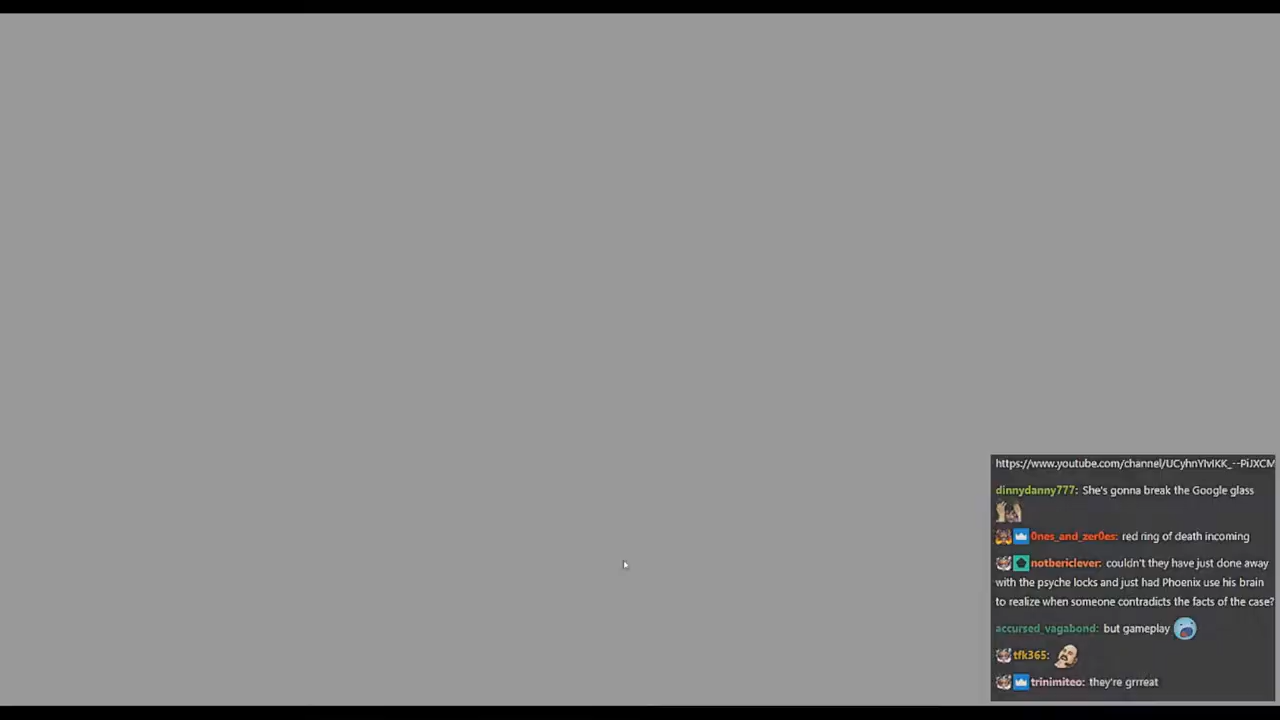 https://www.youtube.com/channel/UCyhnYIvIKK_--PiJXCM
dinnydanny777: She's gonna break the Google glass
0nes_and_zer0es: red ring of death incoming
notbericlever: couldn't they have just done away
with the psyche locks and just had Phoenix use his brain
to realize when someone contradicts the facts of the case?
accursed_vagabond: but gameplay
tfk365:
trinimiteo: they're grrreat